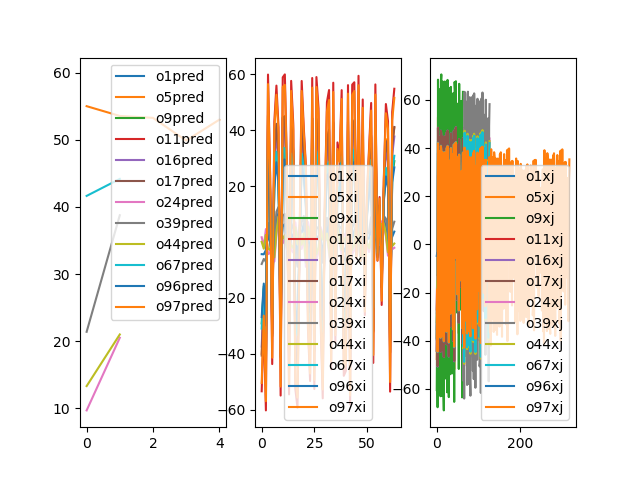 60
50
40
30
20
10
0
2
4
o1pred
o5pred
o9pred
o11pred
o16pred
o17pred
o24pred
o39pred
o44pred
o67pred
o96pred
o97pred
60
40
20
0
−20
−40
−60
0
25
50
o1xi
o5xi
o9xi
o11xi
o16xi
o17xi
o24xi
o39xi
o44xi
o67xi
o96xi
o97xi
60
40
20
0
−20
−40
−60
0
200
o1xj
o5xj
o9xj
o11xj
o16xj
o17xj
o24xj
o39xj
o44xj
o67xj
o96xj
o97xj